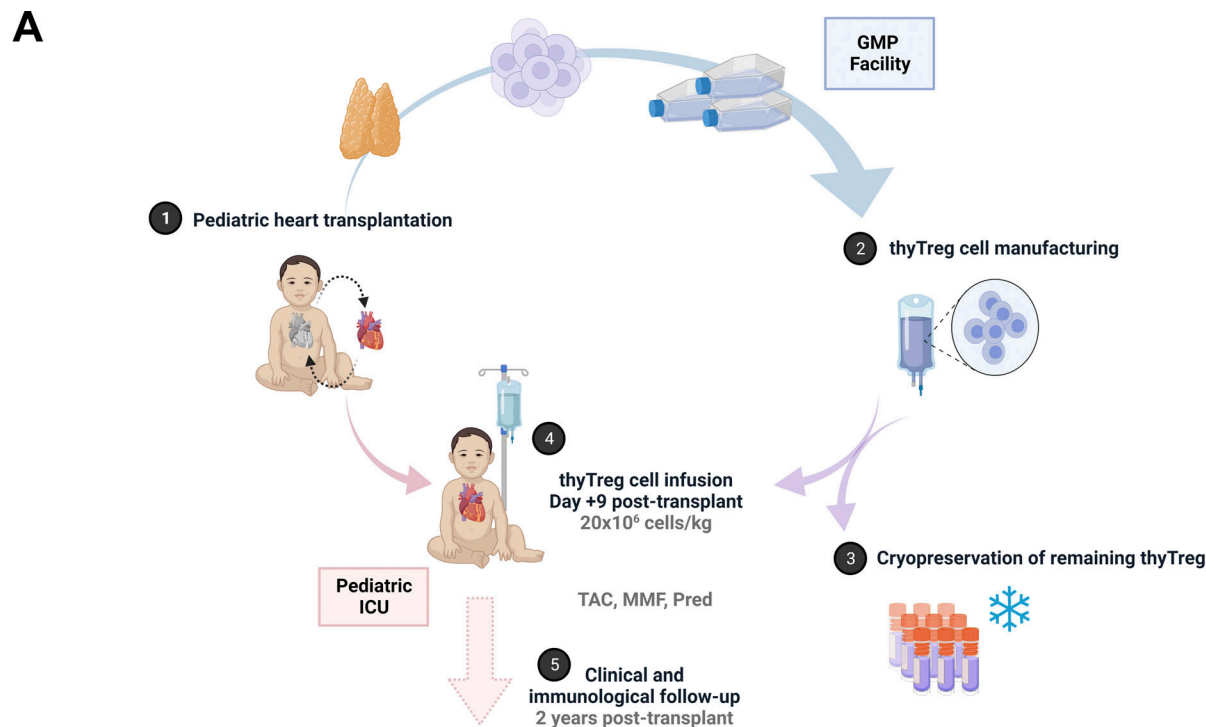 A
GMP
Facility
1 Pediatric heart transplantation
2 thyTreg cell manufacturing
4
thyTreg cell infusion
Day +9 post-transplant
20x10⁶ cells/kg
3 Cryopreservation of remaining thyTreg
Pediatric
ICU
TAC, MMF, Pred
5 Clinical and
immunological follow-up
2 years post-transplant